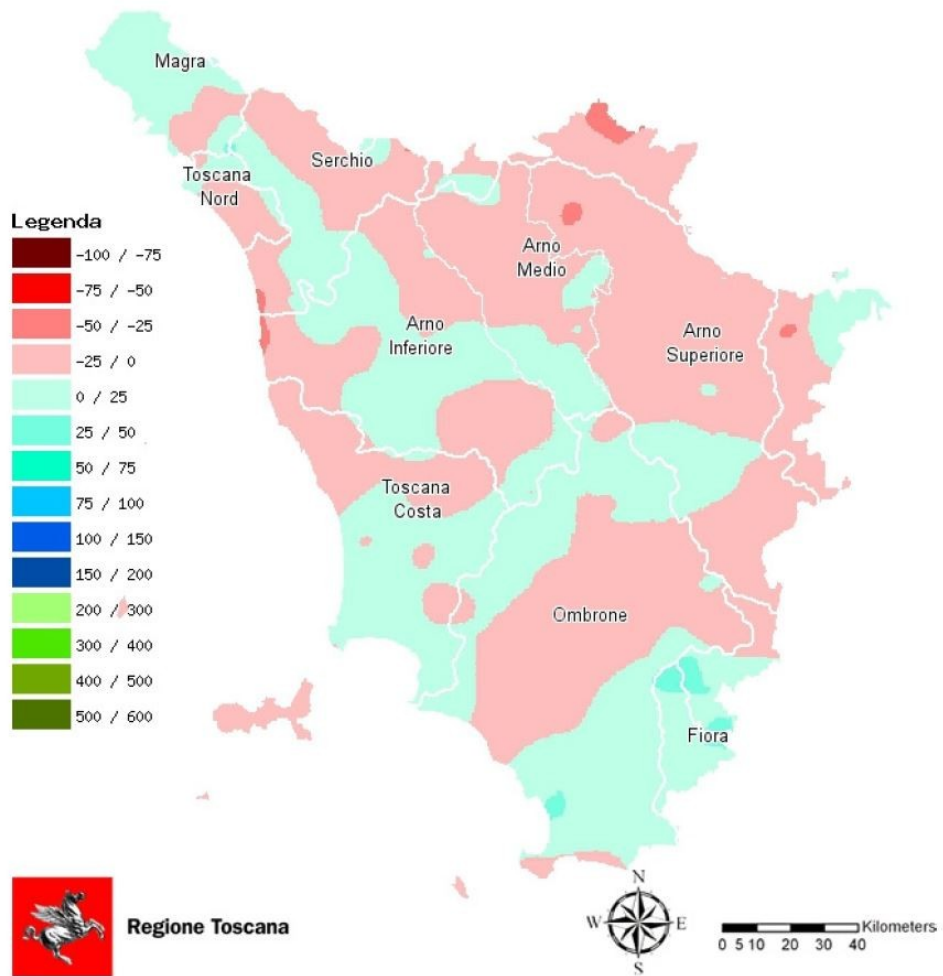 Magra
Serchio
Toscana
Nord
Legenda
-100 / -75
-75 / -50
-50 / -25
-25 / 0
0 / 25
25 / 50
50 / 75
75 / 100
100 / 150
150 / 200
200 / 300
300 / 400
400 / 500
500 / 600
Arno
Medio
Arno
Inferiore
Arno
Superiore
Toscana
Costa
Ombrone
Fiora
Regione Toscana
N
W E
S
Kilometers
0 5 10 20 30 40